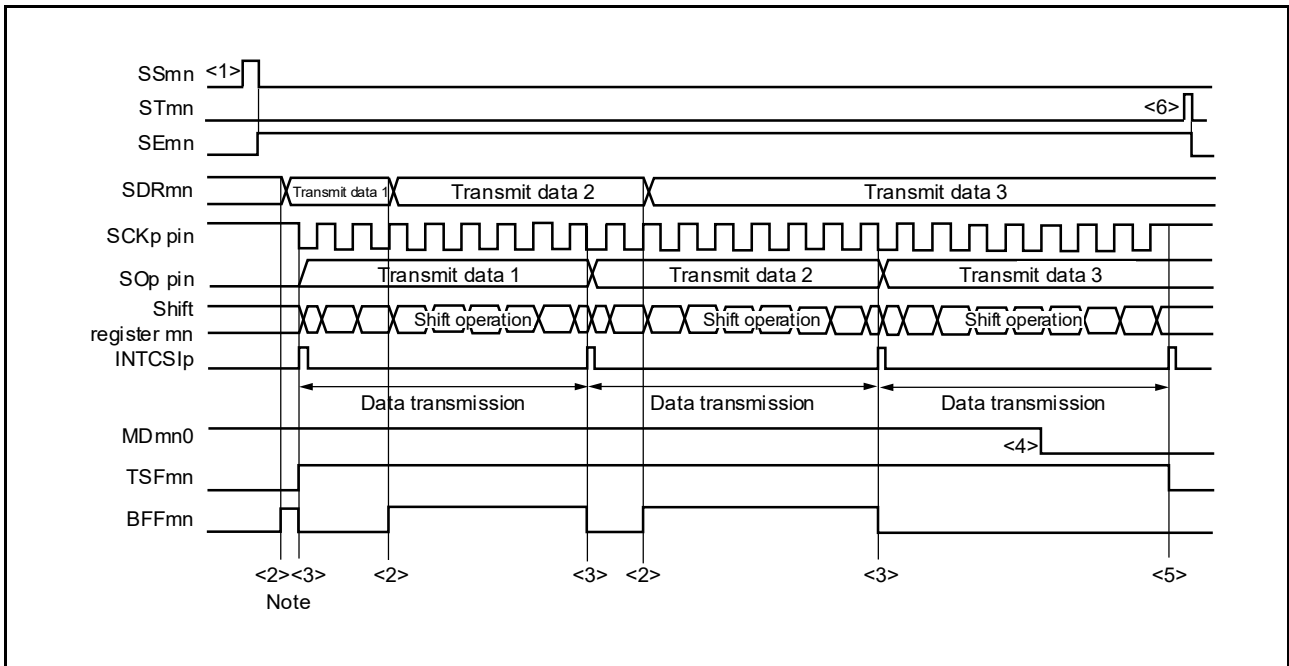 SSmn <1>
STmn <6>
SEmn
SDRmn Transmit data 1 Transmit data 2 Transmit data 3
SCKp pin
SOp pin Transmit data 1 Transmit data 2 Transmit data 3
Shift
register mn Shift operation Shift operation Shift operation
INTCSIp
Data transmission Data transmission Data transmission
MDmn0 <4>
TSFmn
BFFmn
<2> <3> <2> <3> <2> <3> <5>
Note